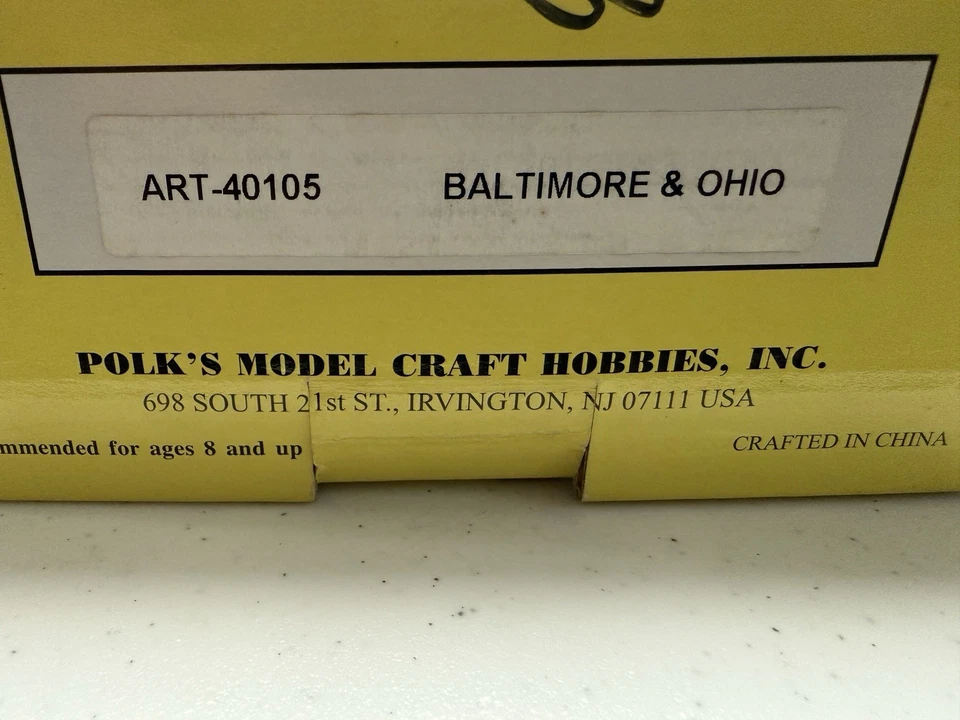 ART-40105 BALTIMORE & OHIO
POLK'S MODEL CRAFT HOBBIES, INC.
698 SOUTH 21st ST., IRVINGTON, NJ 07111 USA
mmended for ages 8 and up CRAFTED IN CHINA